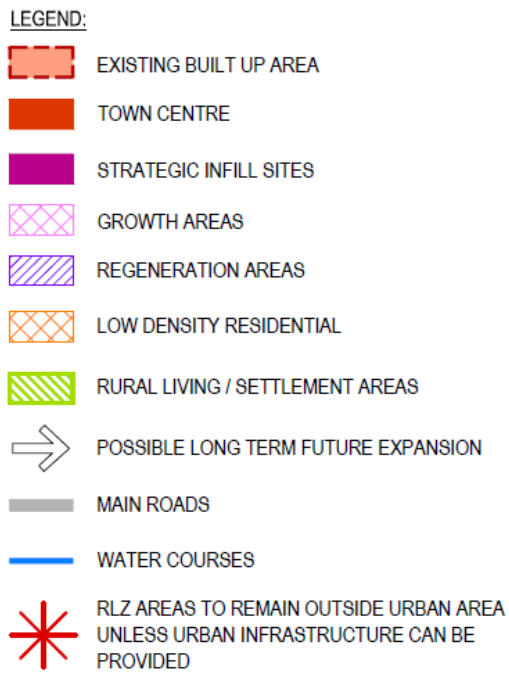 LEGEND:
EXISTING BUILT UP AREA
TOWN CENTRE
STRATEGIC INFILL SITES
GROWTH AREAS
REGENERATION AREAS
LOW DENSITY RESIDENTIAL
RURAL LIVING / SETTLEMENT AREAS
POSSIBLE LONG TERM FUTURE EXPANSION
MAIN ROADS
WATER COURSES
RLZ AREAS TO REMAIN OUTSIDE URBAN AREA
UNLESS URBAN INFRASTRUCTURE CAN BE
PROVIDED